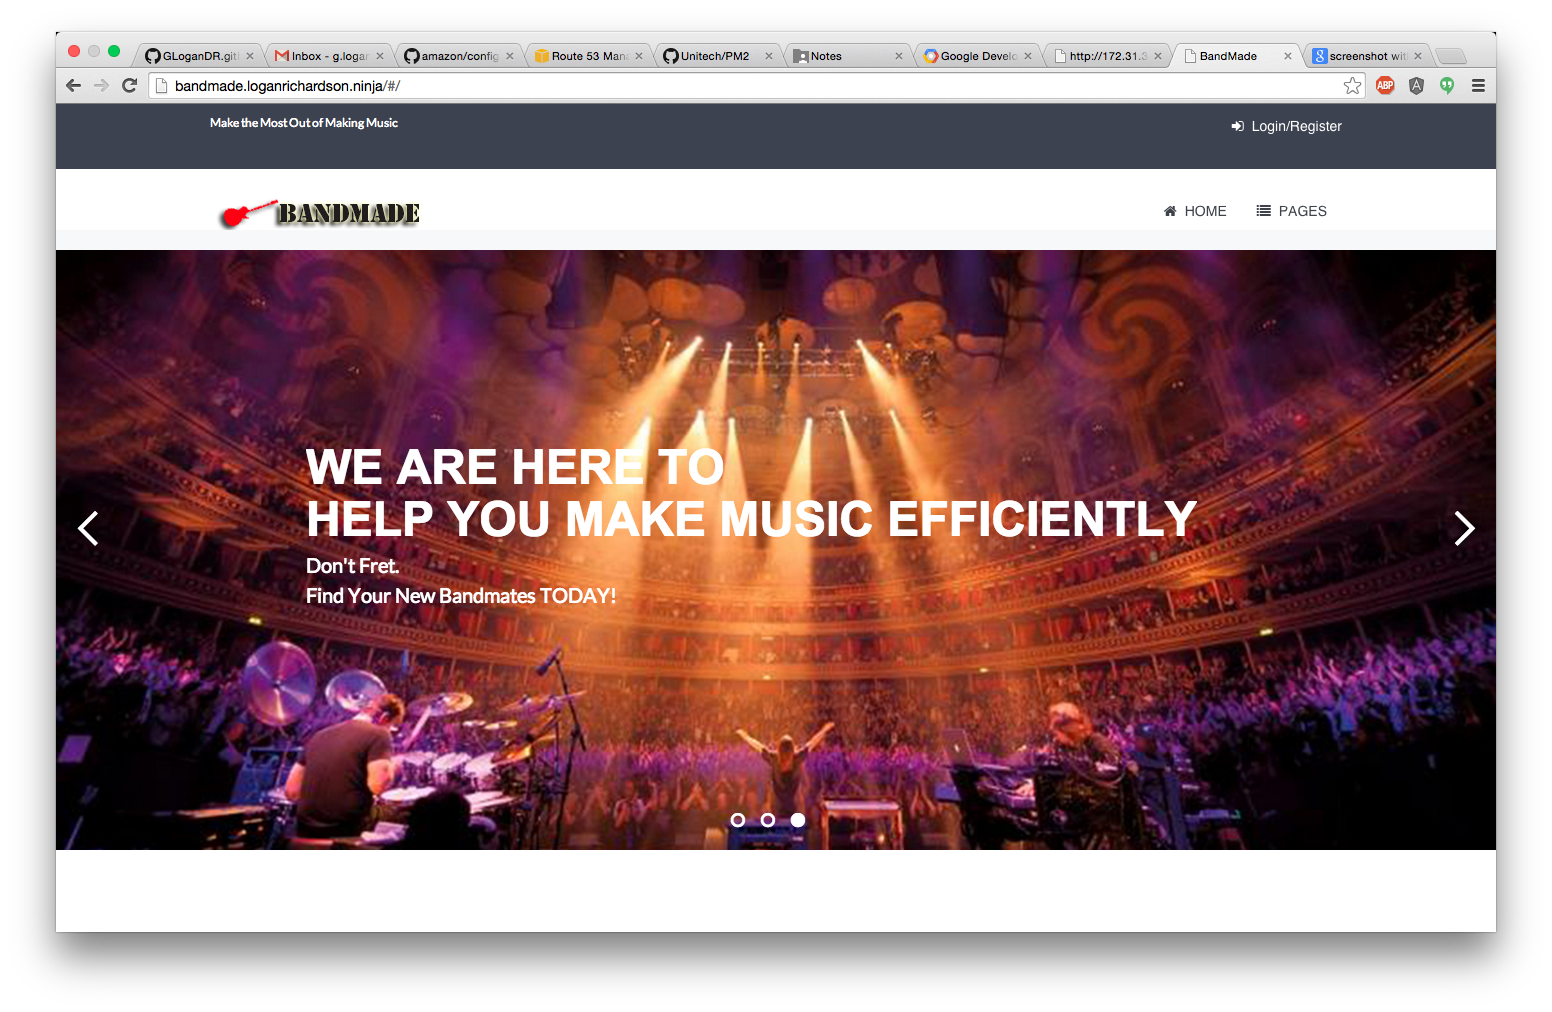 GLoganDR.git
Inbox - g.logan
amazon/config
Route 53 Mana
Unitech/PM2
Notes
Google Develo
http://172.31.3
BandMade
screenshot wit
bandmade.loganrichardson.ninja/#/
ABP
Make the Most Out of Making Music
Login/Register
BANDMADE
HOME
PAGES
WE ARE HERE TO
HELP YOU MAKE MUSIC EFFICIENTLY
Don't Fret.
Find Your New Bandmates TODAY!